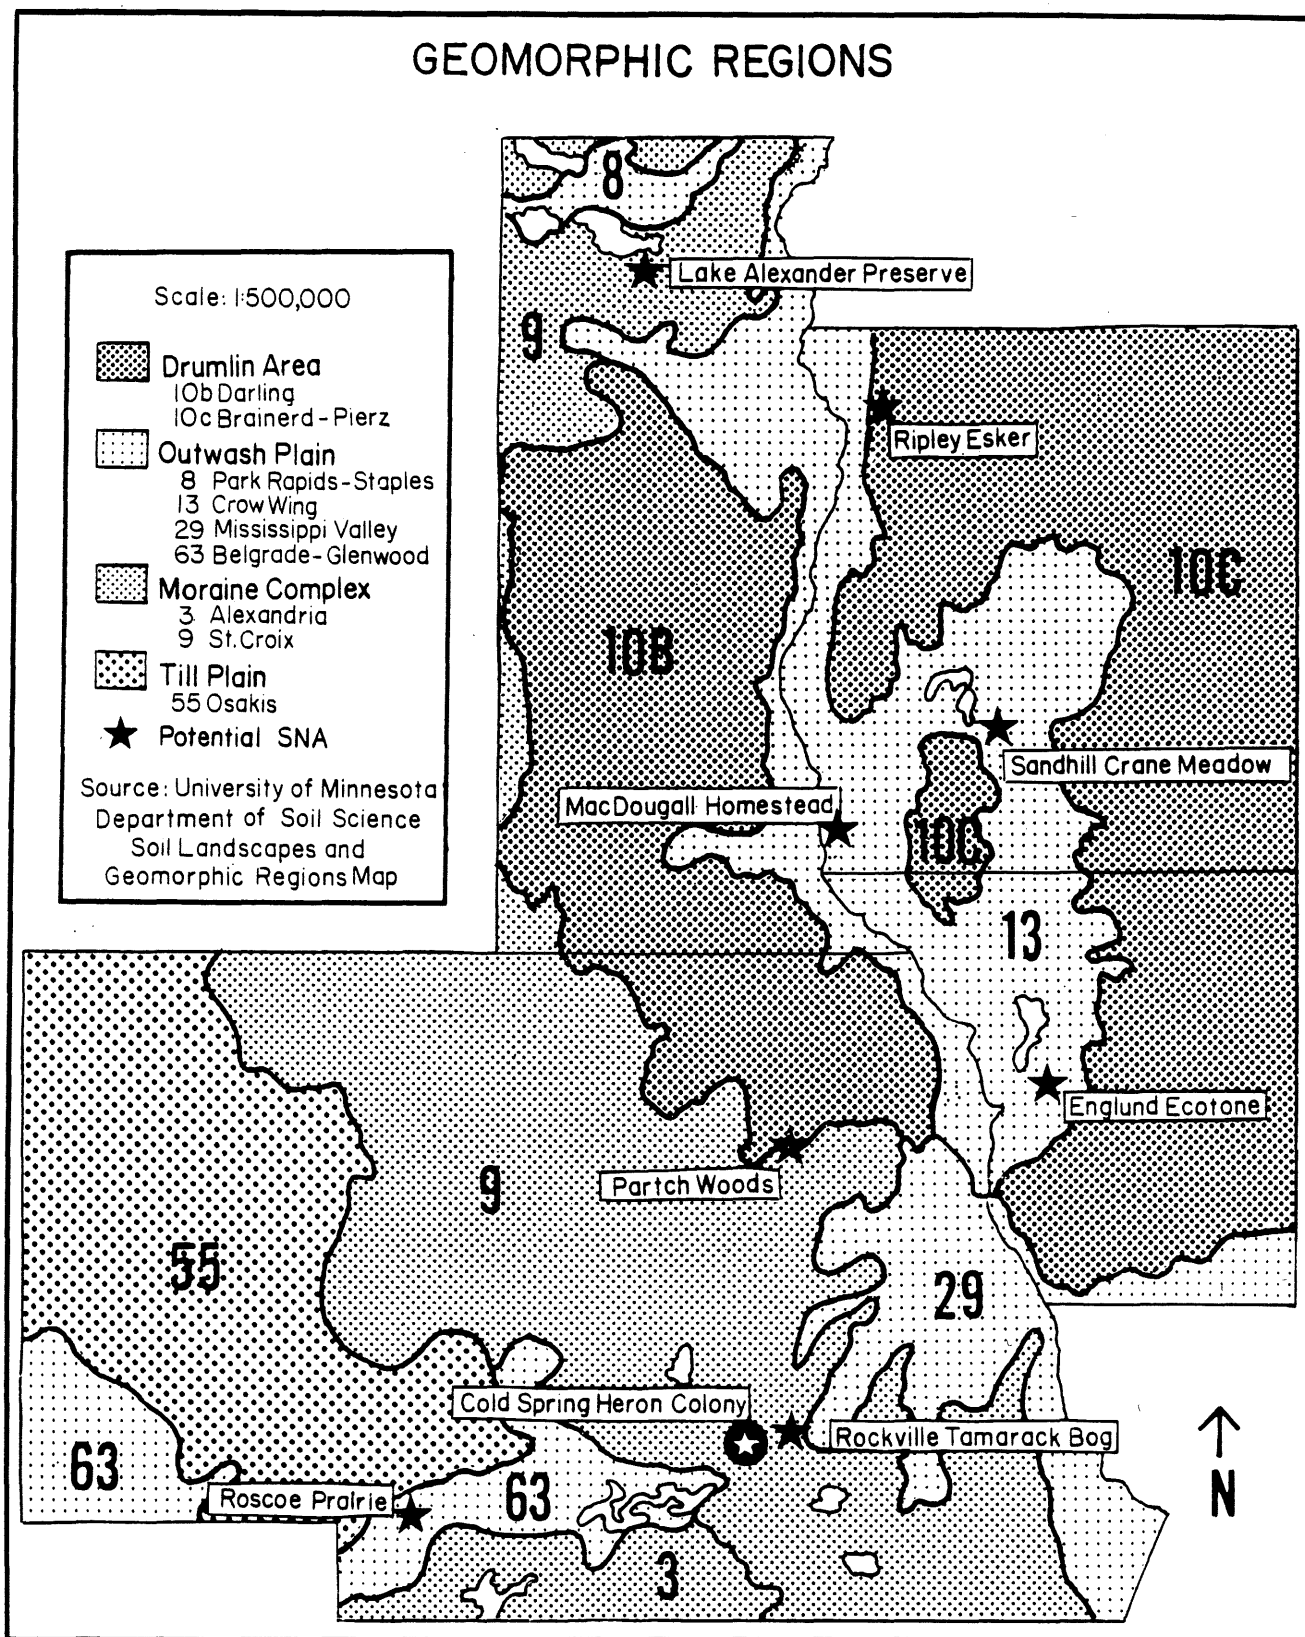 GEOMORPHIC REGIONS
Scale: 1:500,000
Drumlin Area
10b Darling
10c Brainerd-Pierz
Outwash Plain
8 Park Rapids-Staples
13 Crow Wing
29 Mississippi Valley
63 Belgrade-Glenwood
Moraine Complex
3 Alexandria
9 St. Croix
Till Plain
55 Osakis
Potential SNA
Source: University of Minnesota
Department of Soil Science
Soil Landscapes and
Geomorphic Regions Map
8
Lake Alexander Preserve
9
Ripley Esker
10C
10B
Sandhill Crane Meadow
MacDougall Homestead
10C
13
Englund Ecotone
Partch Woods
9
55
29
Cold Spring Heron Colony
Rockville Tamarack Bog
63
Roscoe Prairie
63
3
N